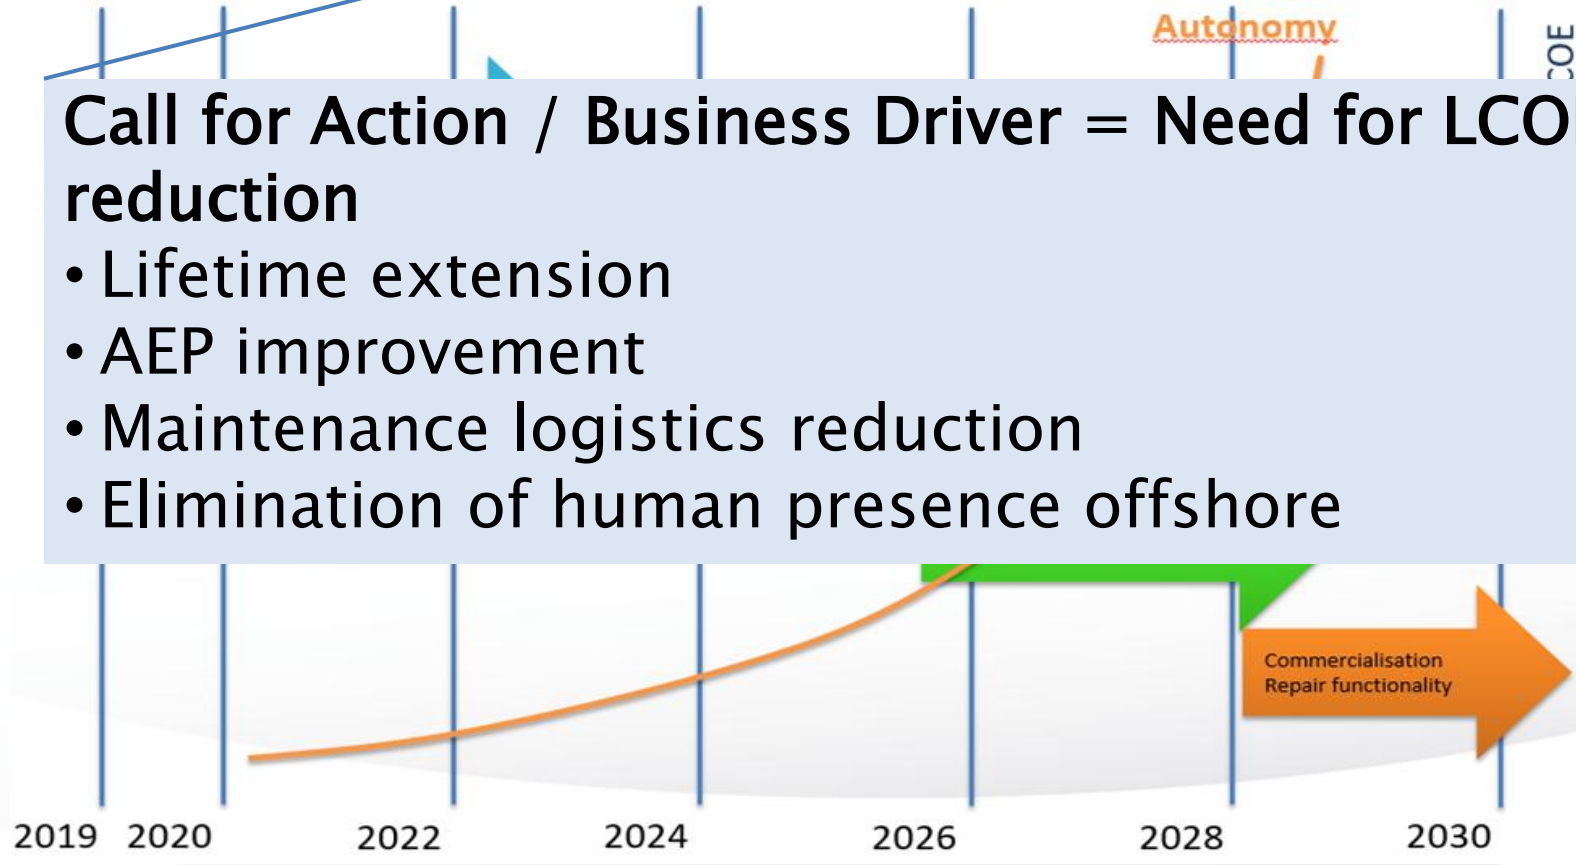 Autonomy
COE
Call for Action / Business Driver = Need for LCO
reduction
• Lifetime extension
• AEP improvement
• Maintenance logistics reduction
• Elimination of human presence offshore
Commercialisation
Repair functionality
2019 2020 2022 2024 2026 2028 2030